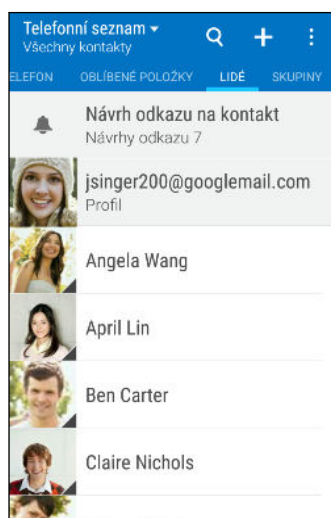 Telefonní seznam
Všechny kontakty
ELEFON OBLÍBENÉ POLOŽKY LIDÉ SKUPINY
Návrh odkazu na kontakt
Návrhy odkazu 7
jsinger200@googlemail.com
Profil
Angela Wang
April Lin
Ben Carter
Claire Nichols